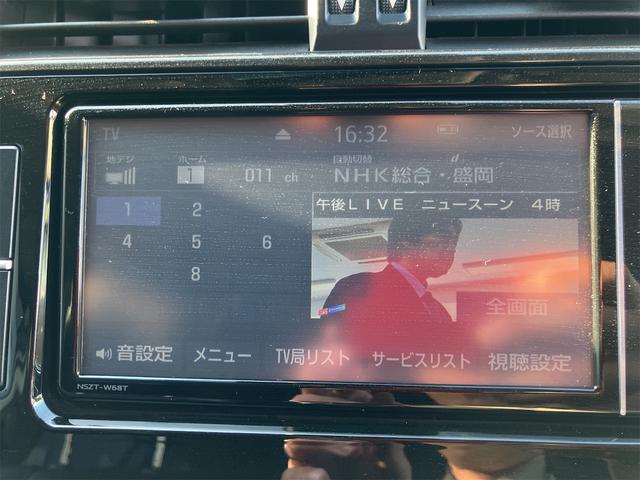 TV 16:32 ソース選択
地デジ ホーム 自動切替 d
1 011 ch NHK総合・盛岡
1 2 午後LIVE ニュースーン 4時
4 5 6
8
全画面
音設定 メニュー TV局リスト サービスリスト 視聴設定
NSZT-W68T